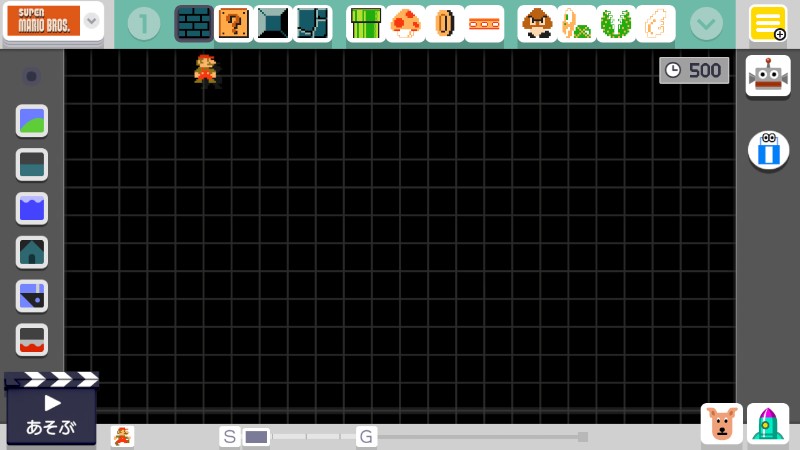 SUPER
MARIO BROS.
1
?
500
あそぶ
S
G